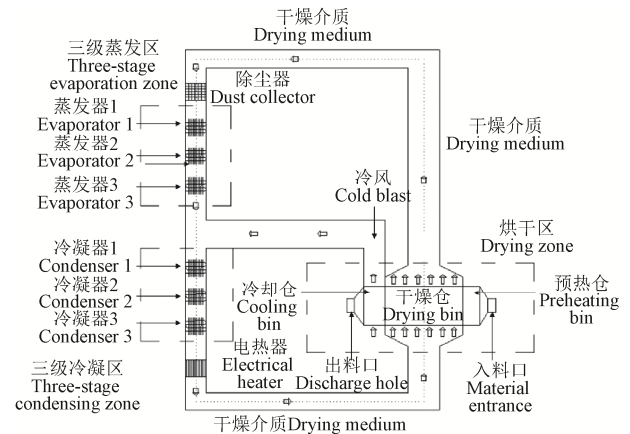 干燥介质
Drying medium
三级蒸发区
Three-stage
evaporation zone
除尘器
Dust collector
蒸发器1
Evaporator 1
蒸发器2
Evaporator 2
蒸发器3
Evaporator 3
干燥介质
Drying medium
冷风
Cold blast
烘干区
Drying zone
冷凝器1
Condenser 1
冷凝器2
Condenser 2
冷凝器3
Condenser 3
冷却仓
Cooling
bin
干燥仓
Drying bin
预热仓
Preheating
bin
电热器
Electrical
heater
出料口
Discharge hole
入料口
Material
entrance
三级冷凝区
Three-stage
condensing zone
干燥介质Drying medium